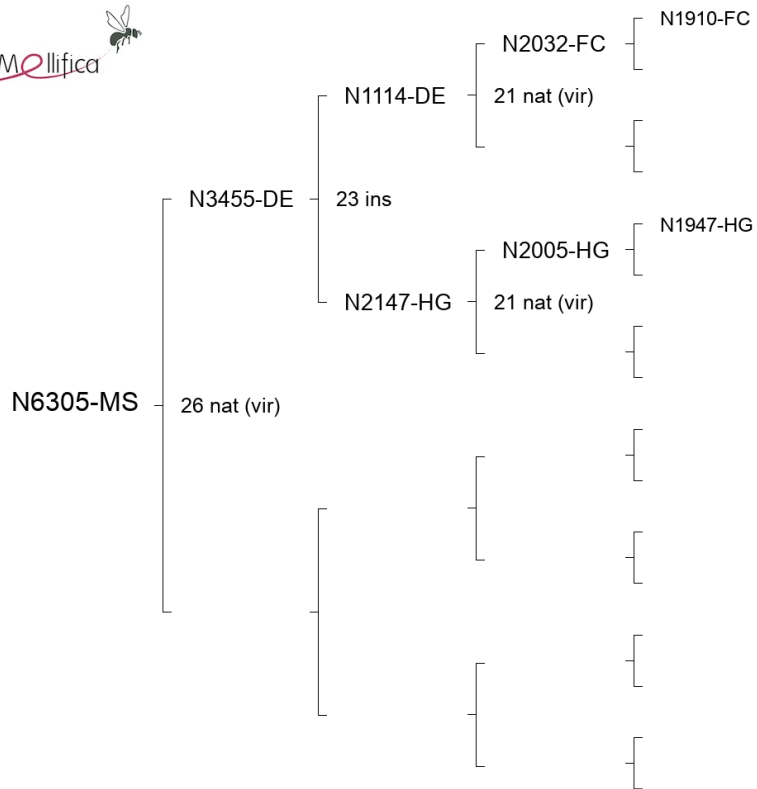 Mellifica
N1910-FC
N2032-FC
N1114-DE
21 nat (vir)
N3455-DE
23 ins
N1947-HG
N2005-HG
N2147-HG
21 nat (vir)
N6305-MS
26 nat (vir)